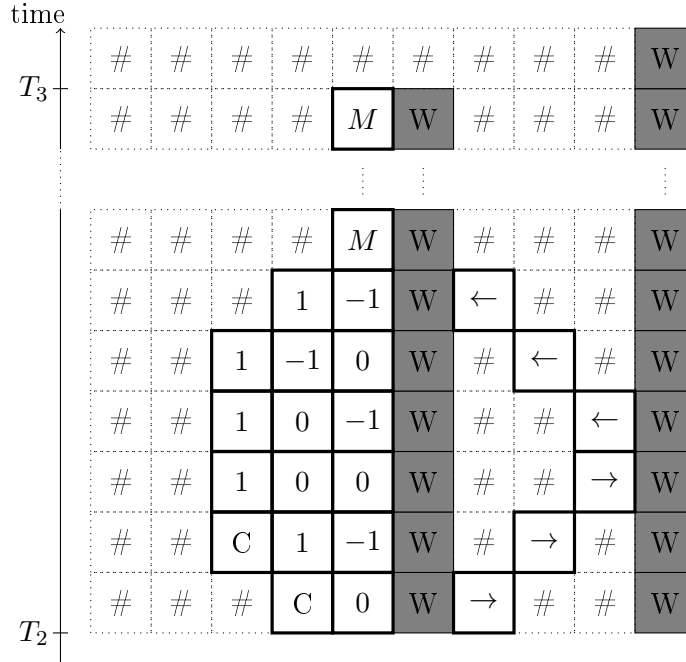 time
# # # # # # # # # W
T₃
# # # # M W # # # W
# # # # M W # # # W
# # # 1 −1 W ← # # W
# # 1 −1 0 W # ← # W
# # 1 0 −1 W # # ← W
# # 1 0 0 W # # → W
# # C 1 −1 W # → # W
# # # C 0 W → # # W
T₂